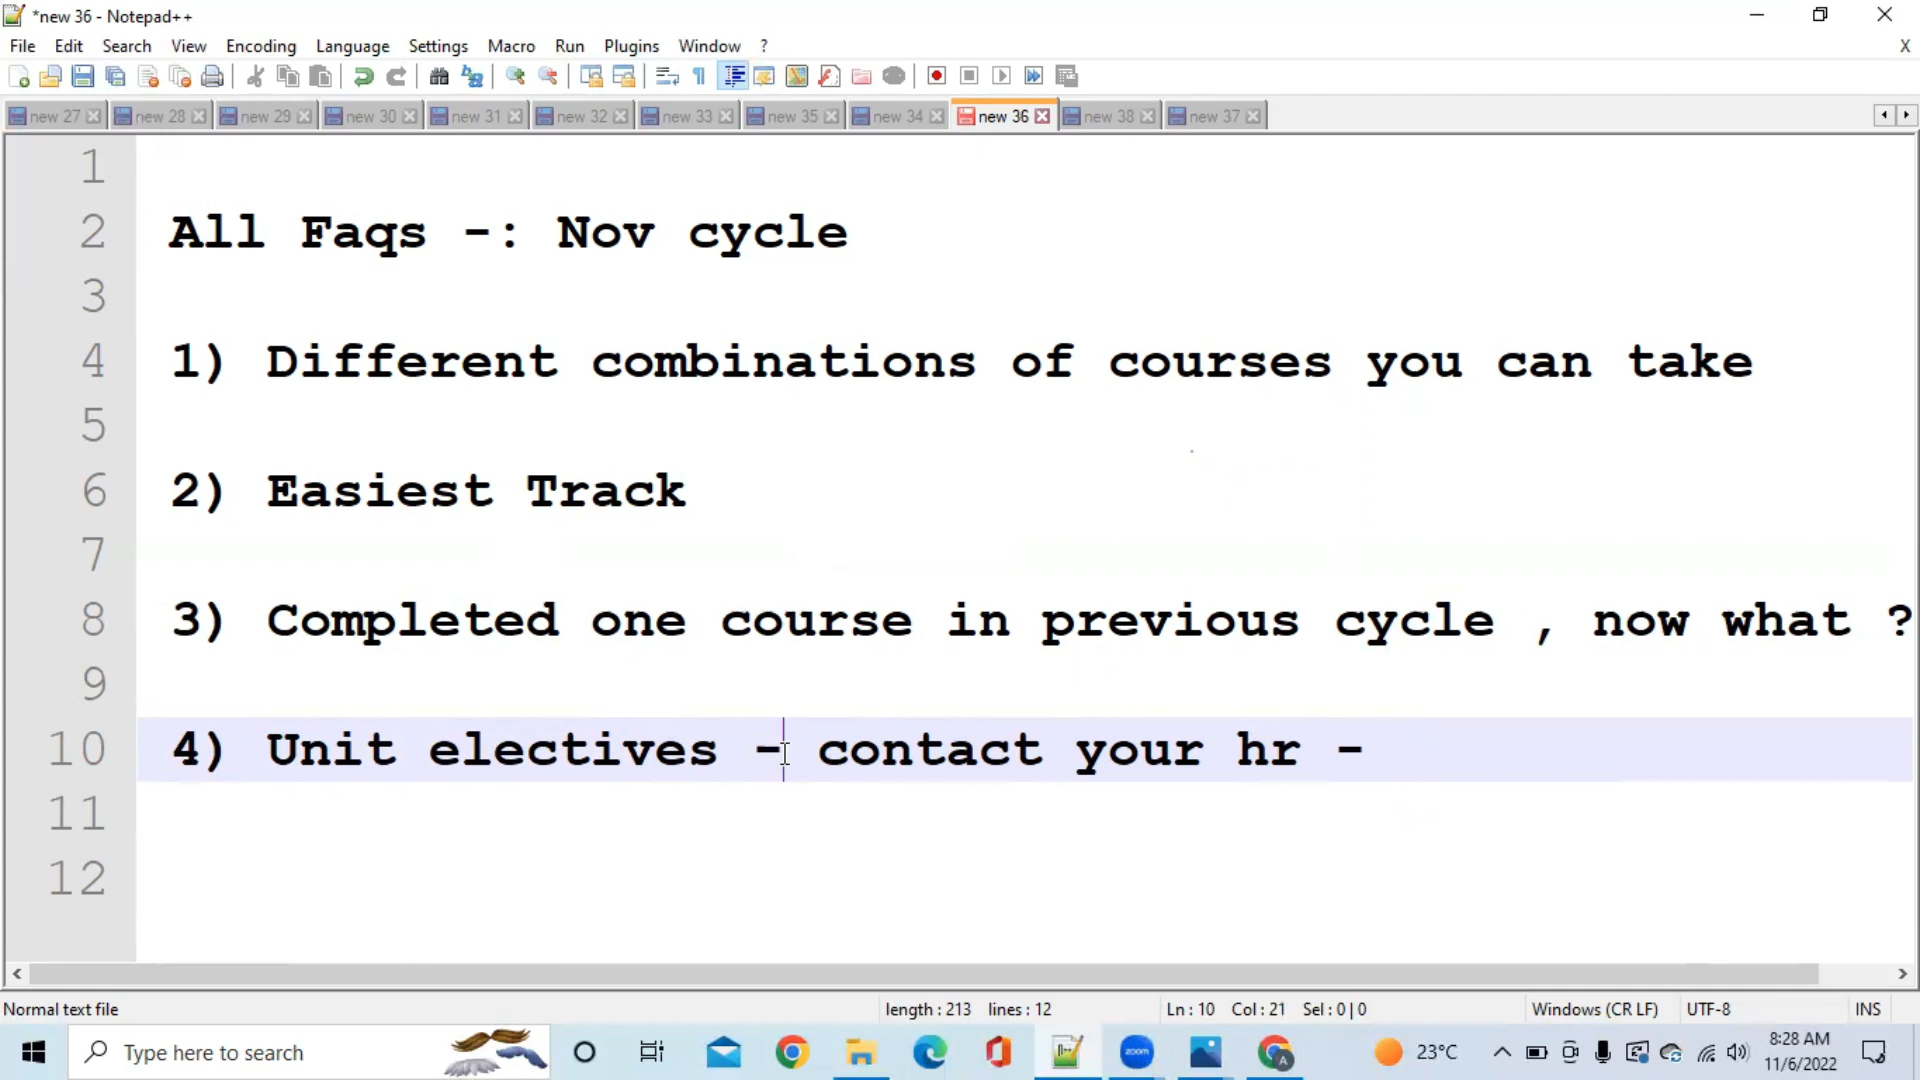 *new 36 - Notepad++
File Edit Search View Encoding Language Settings Macro Run Plugins Window ? X
new 27 new 28 new 29 new 30 new 31 new 32 new 33 new 35 new 34 new 36 new 38 new 37
1
2 All Faqs -: Nov cycle
3
4 1) Different combinations of courses you can take
5
6 2) Easiest Track
7
8 3) Completed one course in previous cycle , now what ?
9
10 4) Unit electives - contact your hr -
11
12
Normal text file length : 213 lines : 12 Ln : 10 Col : 21 Sel : 0 | 0 Windows (CR LF) UTF-8 INS
Type here to search zoom 23°C 8:28 AM
11/6/2022